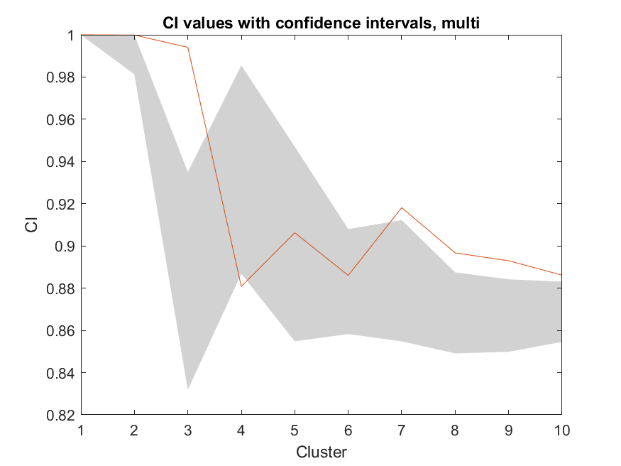 CI values with confidence intervals, multi
1
0.98
0.96
0.94
0.92
0.9
0.88
0.86
0.84
0.82
CI
1 2 3 4 5 6 7 8 9 10
Cluster